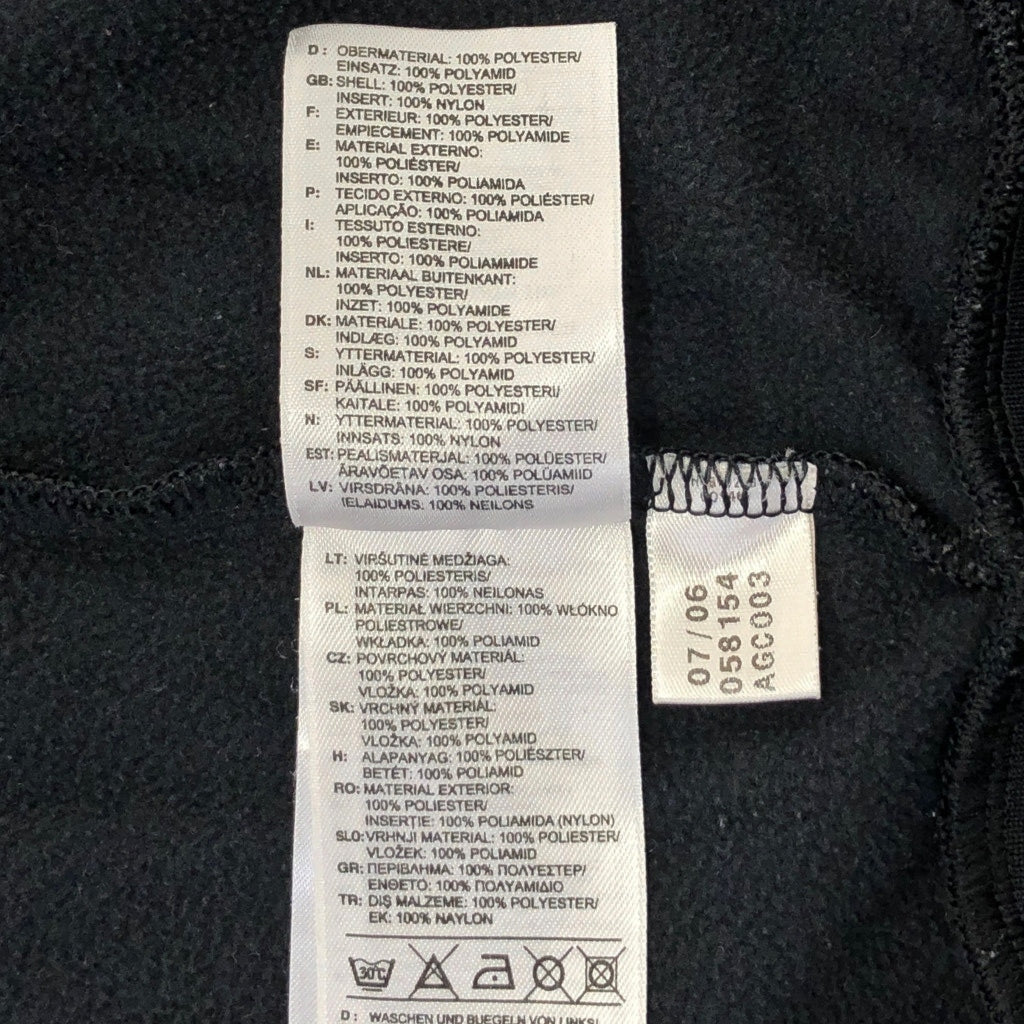 D: OBERMATERIAL: 100% POLYESTER/
EINSATZ: 100% POLYAMID
GB: SHELL: 100% POLYESTER/
INSERT: 100% NYLON
F: EXTERIEUR: 100% POLYESTER/
EMPIECEMENT: 100% POLYAMIDE
E: MATERIAL EXTERNO:
100% POLIÉSTER/
INSERTO: 100% POLIAMIDA
P: TECIDO EXTERNO: 100% POLIÉSTER/
APLICAÇÃO: 100% POLIAMIDA
I: TESSUTO ESTERNO:
100% POLIESTERE/
INSERTO: 100% POLIAMMIDE
NL: MATERIAAL BUITENKANT:
100% POLYESTER/
INZET: 100% POLYAMIDE
DK: MATERIALE: 100% POLYESTER/
INDLÆG: 100% POLYAMID
S: YTTERMATERIAL: 100% POLYESTER/
INLÄGG: 100% POLYAMID
SF: PÄÄLLINEN: 100% POLYESTERI/
KAITALE: 100% POLYAMIDI
N: YTTERMATERIAL: 100% POLYESTER/
INNSATS: 100% NYLON
EST: PEALISMATERJAL: 100% POLÜESTER/
ÄRAVÕETAV OSA: 100% POLÜAMIID
LV: VIRSDRĀNA: 100% POLIESTERIS/
IELAIDUMS: 100% NEILONS
LT: VIRŠUTINĖ MEDŽIAGA:
100% POLIESTERIS/
INTARPAS: 100% NEILONAS
PL: MATERIAŁ WIERZCHNI: 100% WŁÓKNO
POLIESTROWE/
WKŁADKA: 100% POLIAMID
CZ: POVRCHOVÝ MATERIÁL:
100% POLYESTER/
VLOŽKA: 100% POLYAMID
SK: VRCHNÝ MATERIÁL:
100% POLYESTER/
VLOŽKA: 100% POLYAMID
H: ALAPANYAG: 100% POLIÉSZTER/
BETÉT: 100% POLIAMID
RO: MATERIAL EXTERIOR:
100% POLIESTER/
INSERȚIE: 100% POLIAMIDA (NYLON)
SLO: VRHNJI MATERIAL: 100% POLIESTER/
VLOŽEK: 100% POLIAMID
GR: ΠΕΡΙΒΛΗΜΑ: 100% ΠΟΛΥΕΣΤΕΡ/
ΕΝΘΕΤΟ: 100% ΠΟΛΥΑΜΙΔΙΟ
TR: DIŞ MALZEME: 100% POLYESTER/
EK: 100% NAYLON
30°C
D: WASCHEN UND BUEGELN VON LINKS/
07/06
058154
AGC003